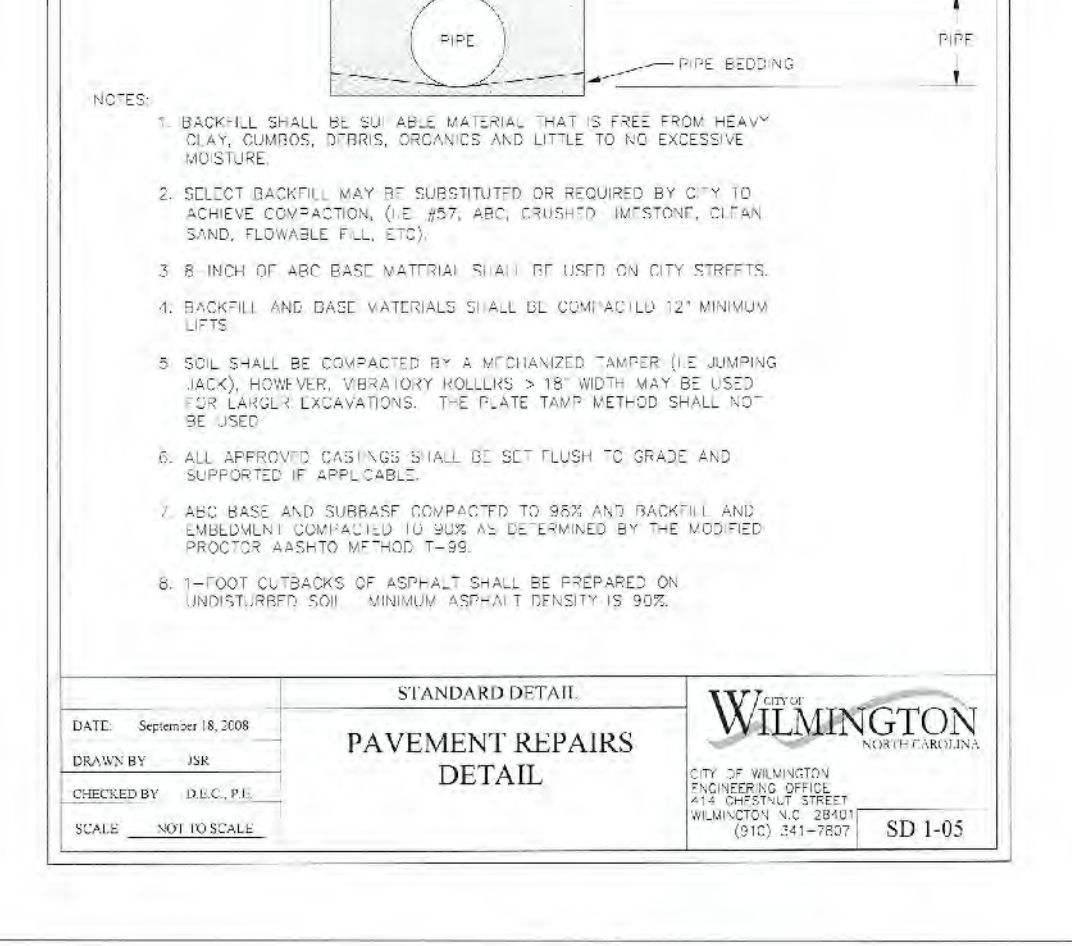 PIPE
PIPE
PIPE BEDDING
NOTES:
1. BACKFILL SHALL BE SUITABLE MATERIAL THAT IS FREE FROM HEAVY
CLAY, GUMBOS, DEBRIS, ORGANICS AND LITTLE TO NO EXCESSIVE
MOISTURE.
2. SELECT BACKFILL MAY BE SUBSTITUTED OR REQUIRED BY CITY TO
ACHIEVE COMPACTION, (I.E. #57, ABC, CRUSHED LIMESTONE, CLEAN
SAND, FLOWABLE FILL, ETC).
3. 8-INCH OF ABC BASE MATERIAL SHALL BE USED ON CITY STREETS.
4. BACKFILL AND BASE MATERIALS SHALL BE COMPACTED 12" MINIMUM
LIFTS
5. SOIL SHALL BE COMPACTED BY A MECHANIZED TAMPER (I.E JUMPING
JACK), HOWEVER, VIBRATORY ROLLERS > 18" WIDTH MAY BE USED
FOR LARGER EXCAVATIONS. THE PLATE TAMP METHOD SHALL NOT
BE USED
6. ALL APPROVED CASTINGS SHALL BE SET FLUSH TO GRADE AND
SUPPORTED IF APPLICABLE.
7. ABC BASE AND SUBBASE COMPACTED TO 98% AND BACKFILL AND
EMBEDMENT COMPACTED TO 90% AS DETERMINED BY THE MODIFIED
PROCTOR AASHTO METHOD T-99.
8. 1-FOOT CUTBACKS OF ASPHALT SHALL BE PREPARED ON
UNDISTURBED SOIL. MINIMUM ASPHALT DENSITY IS 90%.
STANDARD DETAIL
PAVEMENT REPAIRS
DETAIL
DATE: September 18, 2008
DRAWN BY JSR
CHECKED BY D.E.C., P.E.
SCALE NOT TO SCALE
CITY OF
WILMINGTON
NORTH CAROLINA
CITY OF WILMINGTON
ENGINEERING OFFICE
414 CHESTNUT STREET
WILMINGTON N.C. 28401
(910) 341-7807
SD 1-05